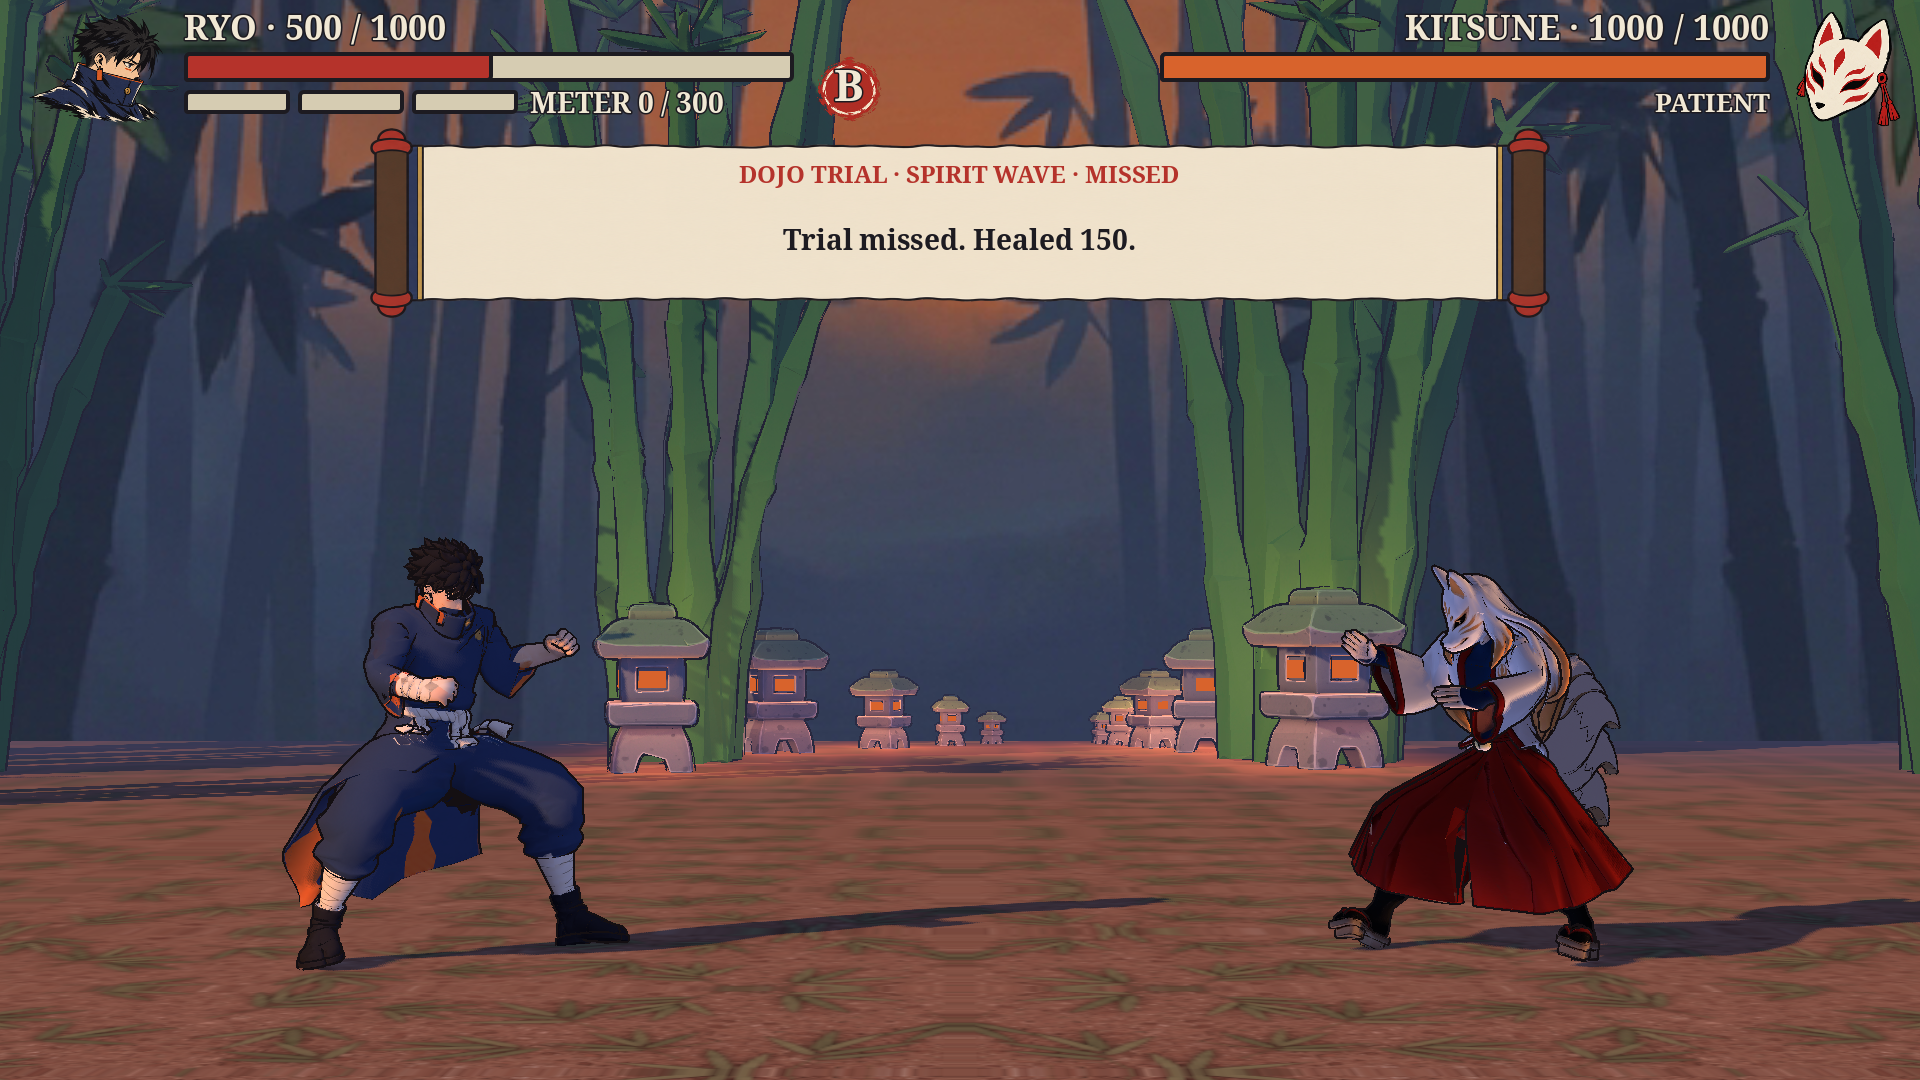 RYO · 500 / 1000
KITSUNE · 1000 / 1000
METER 0 / 300
B
PATIENT
DOJO TRIAL · SPIRIT WAVE · MISSED
Trial missed. Healed 150.